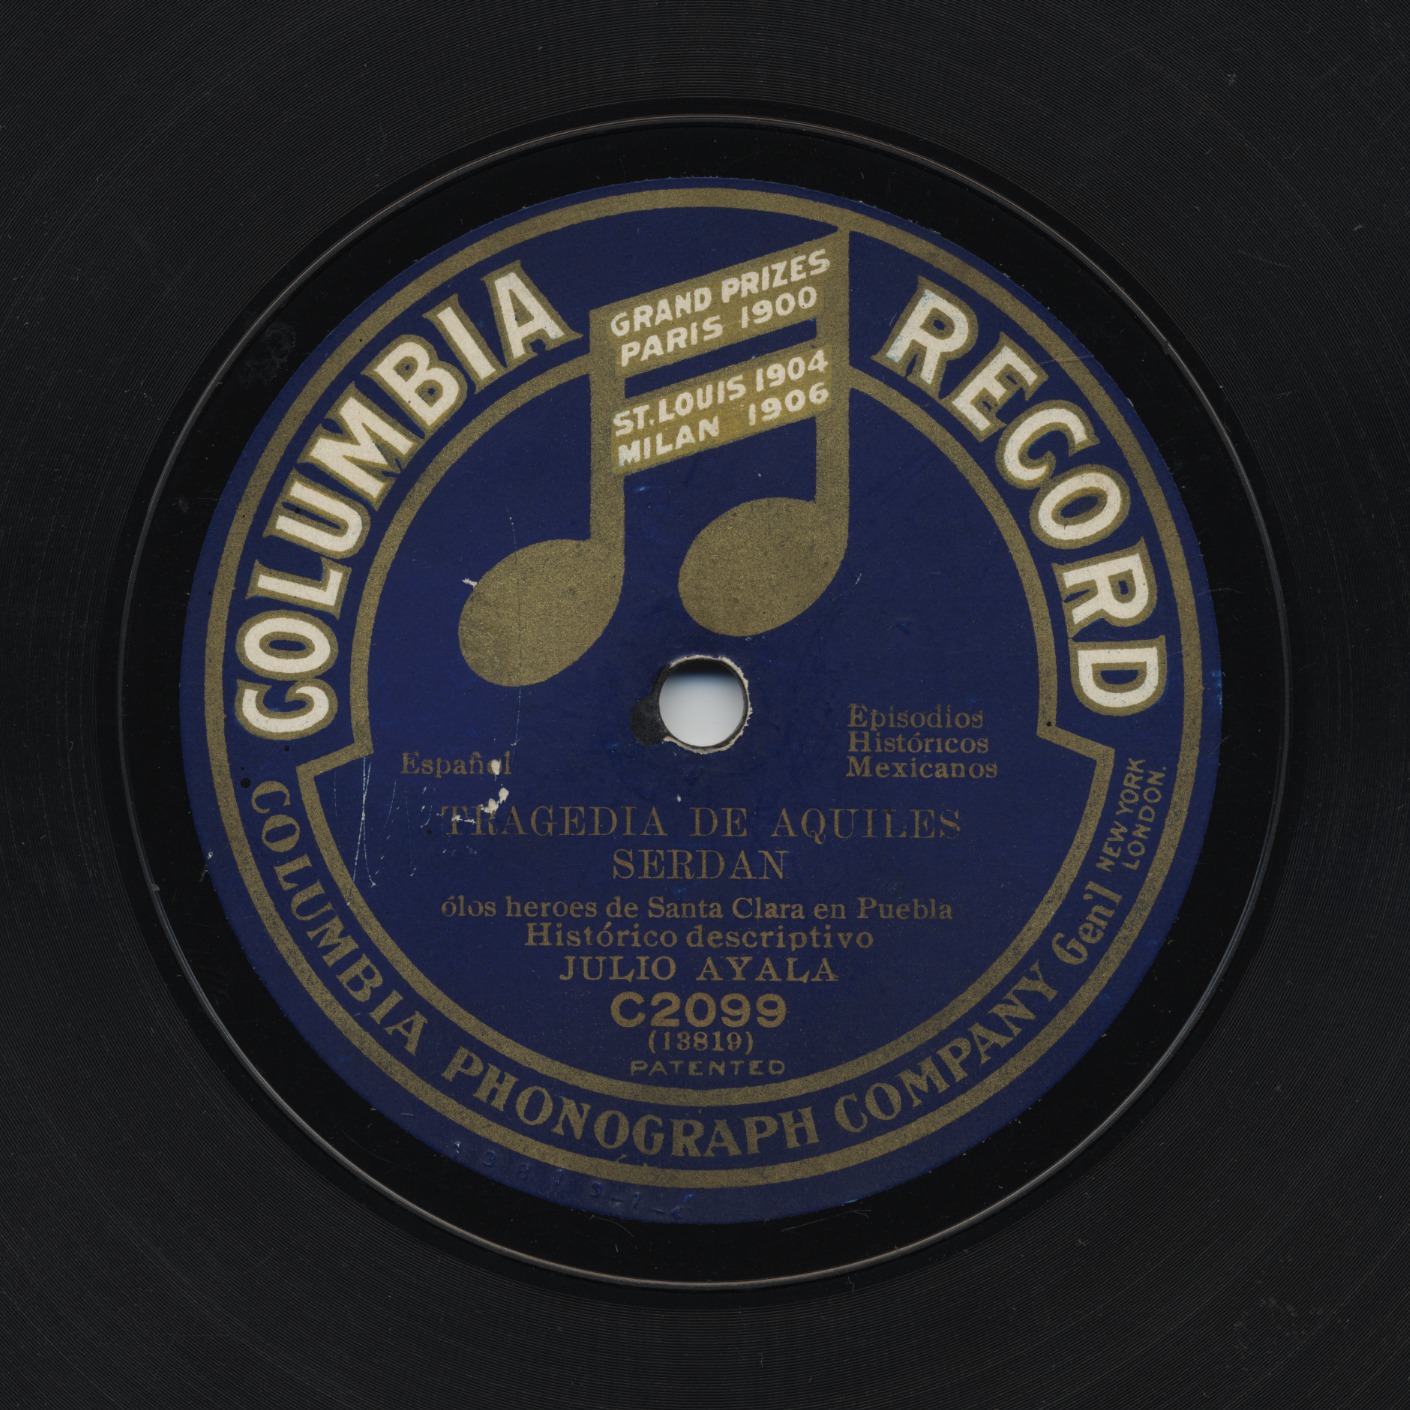 COLUMBIA RECORD
GRAND PRIZES
PARIS 1900
ST. LOUIS 1904
MILAN 1906
Episodios
Históricos
Mexicanos
Español
TRAGEDIA DE AQUILES
SERDAN
ólos heroes de Santa Clara en Puebla
Histórico descriptivo
JULIO AYALA
C2099
(13819)
PATENTED
COLUMBIA PHONOGRAPH COMPANY Gen'l
NEW YORK
LONDON.